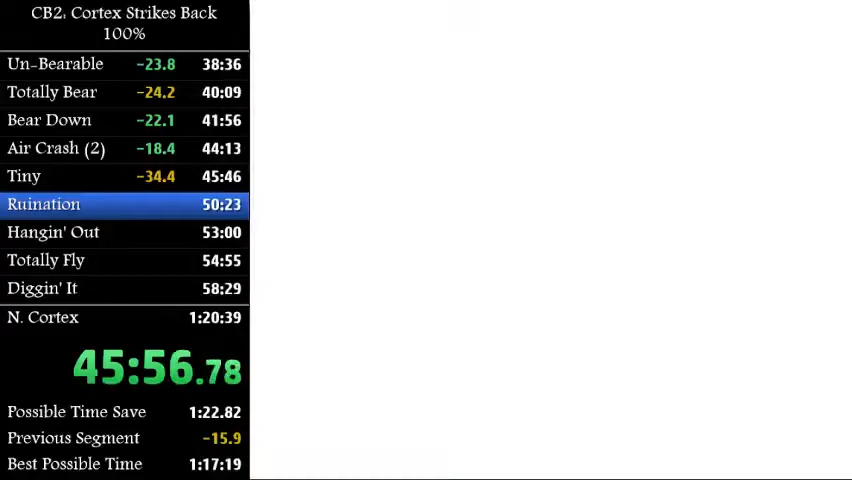 CB2: Cortex Strikes Back
100%
Un-Bearable -23.8 38:36
Totally Bear -24.2 40:09
Bear Down -22.1 41:56
Air Crash (2) -18.4 44:13
Tiny -34.4 45:46
Ruination 50:23
Hangin' Out 53:00
Totally Fly 54:55
Diggin' It 58:29
N. Cortex 1:20:39
45:56.78
Possible Time Save 1:22.82
Previous Segment -15.9
Best Possible Time 1:17:19